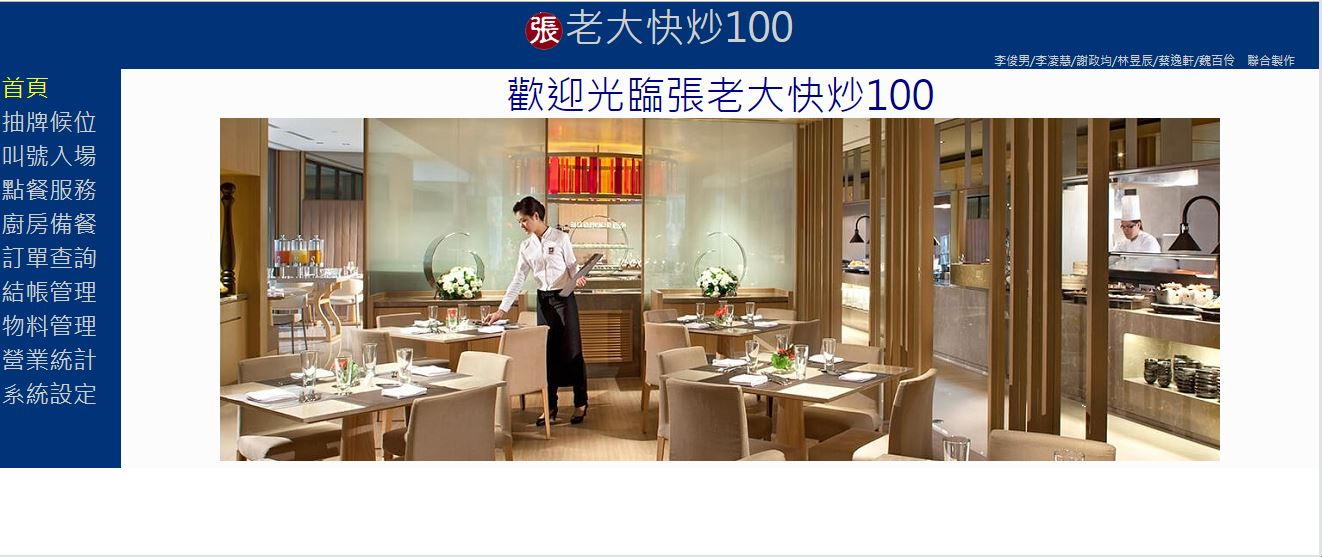 張老大快炒100
李俊男/李凌慧/謝政均/林昱辰/蔡逸軒/魏百伶 聯合製作
首頁
抽牌候位
叫號入場
點餐服務
廚房備餐
訂單查詢
結帳管理
物料管理
營業統計
系統設定
歡迎光臨張老大快炒100